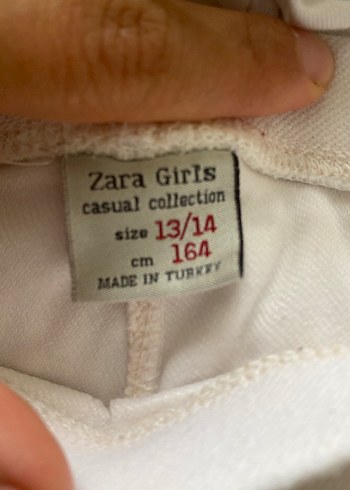 Zara Girls
casual collection
size 13/14
cm 164
MADE IN TURKEY